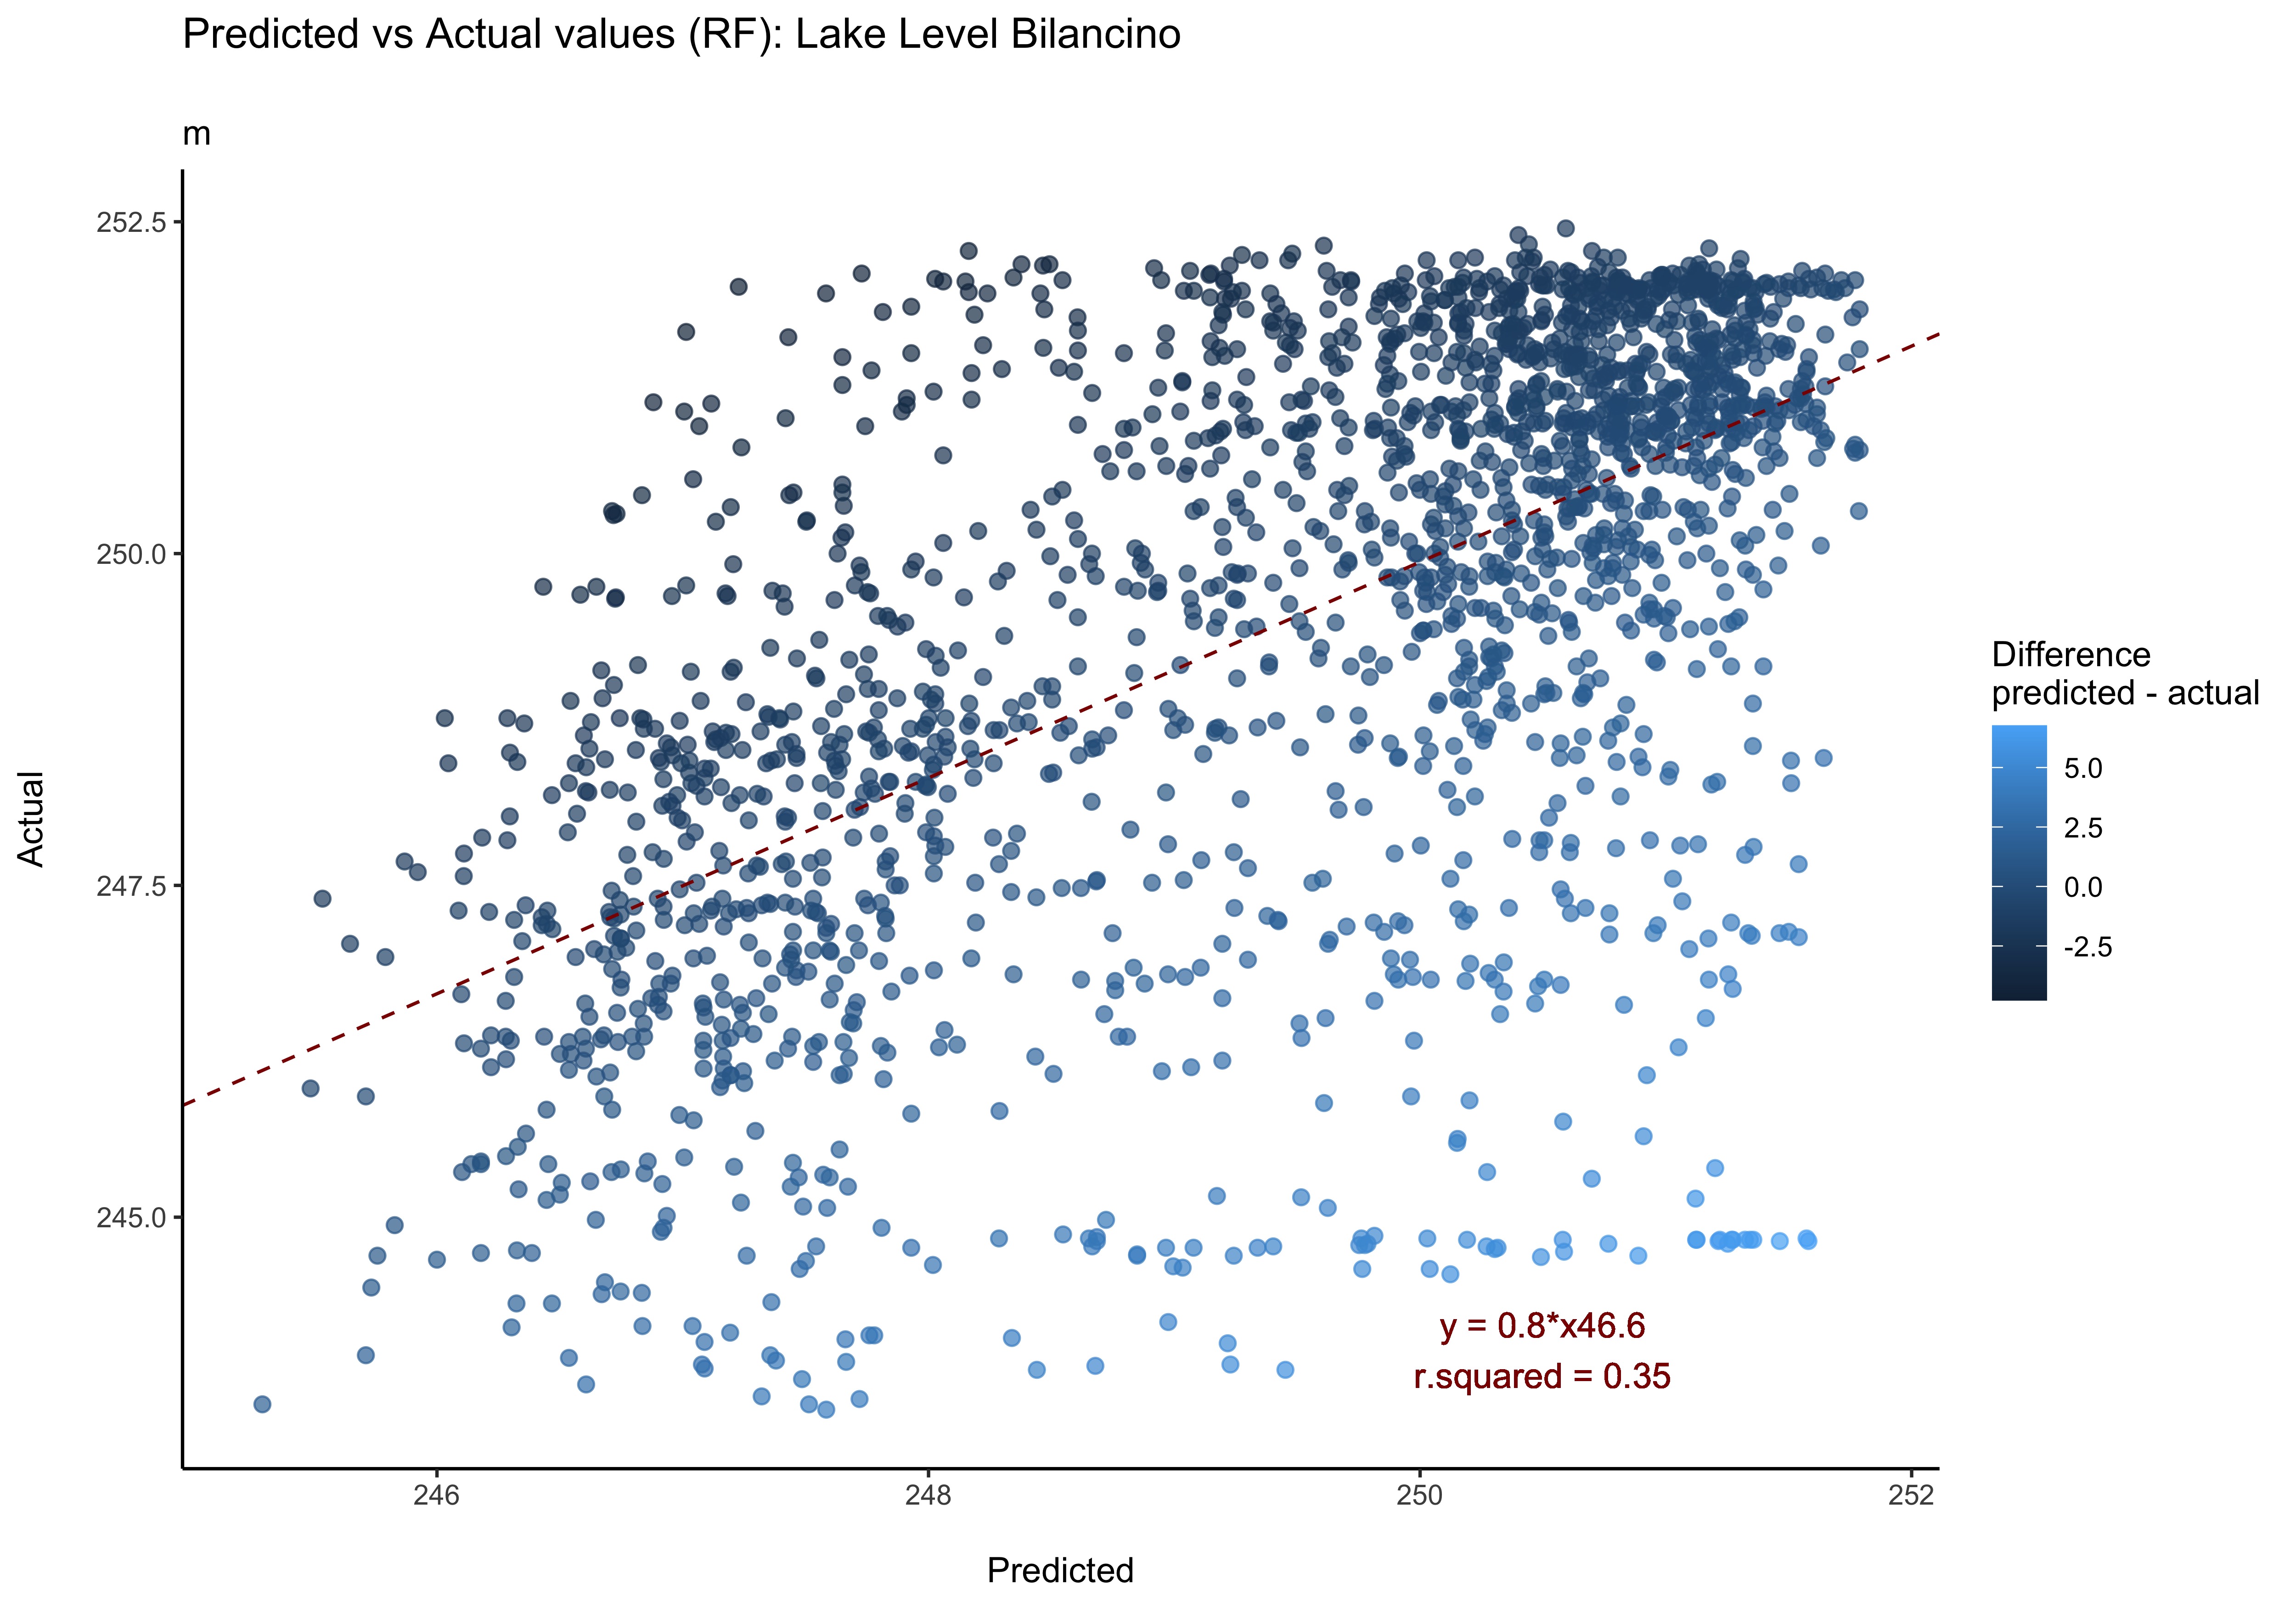 Predicted vs Actual values (RF): Lake Level Bilancino
m
252.5
250.0
247.5
245.0
Actual
246
248
250
252
Predicted
y = 0.8*x46.6
r.squared = 0.35
Difference
predicted - actual
5.0
2.5
0.0
-2.5